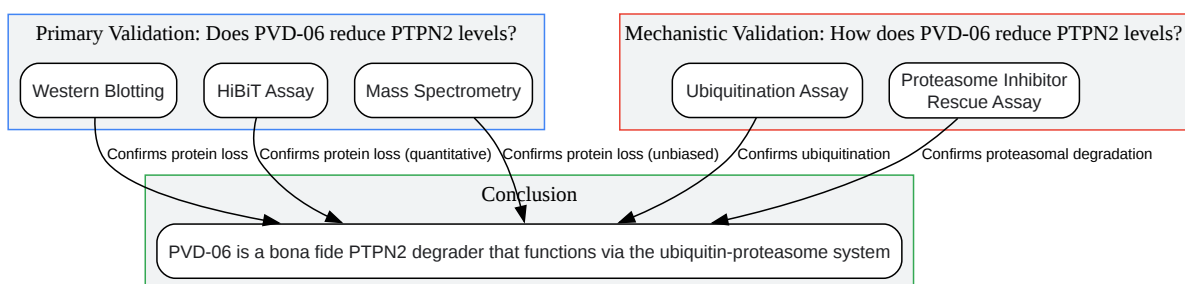 Primary Validation: Does PVD-06 reduce PTPN2 levels?
Mechanistic Validation: How does PVD-06 reduce PTPN2 levels?
Western Blotting
HiBiT Assay
Mass Spectrometry
Ubiquitination Assay
Proteasome Inhibitor
Rescue Assay
Confirms protein loss
Confirms protein loss (quantitative)
Confirms protein loss (unbiased)
Confirms ubiquitination
Confirms proteasomal degradation
Conclusion
PVD-06 is a bona fide PTPN2 degrader that functions via the ubiquitin-proteasome system